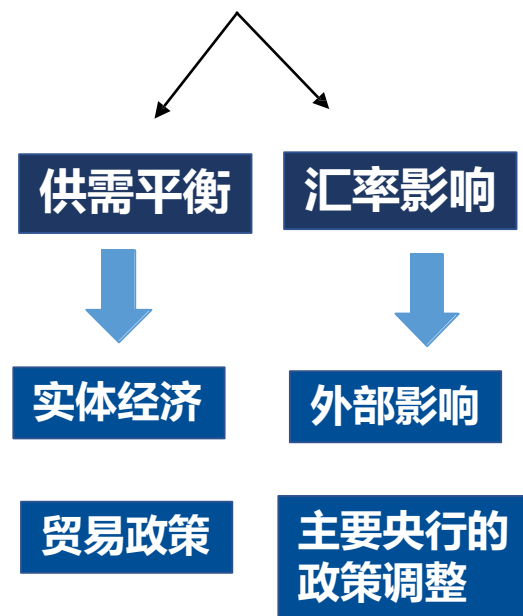 供需平衡
汇率影响
实体经济
外部影响
贸易政策
主要央行的
政策调整